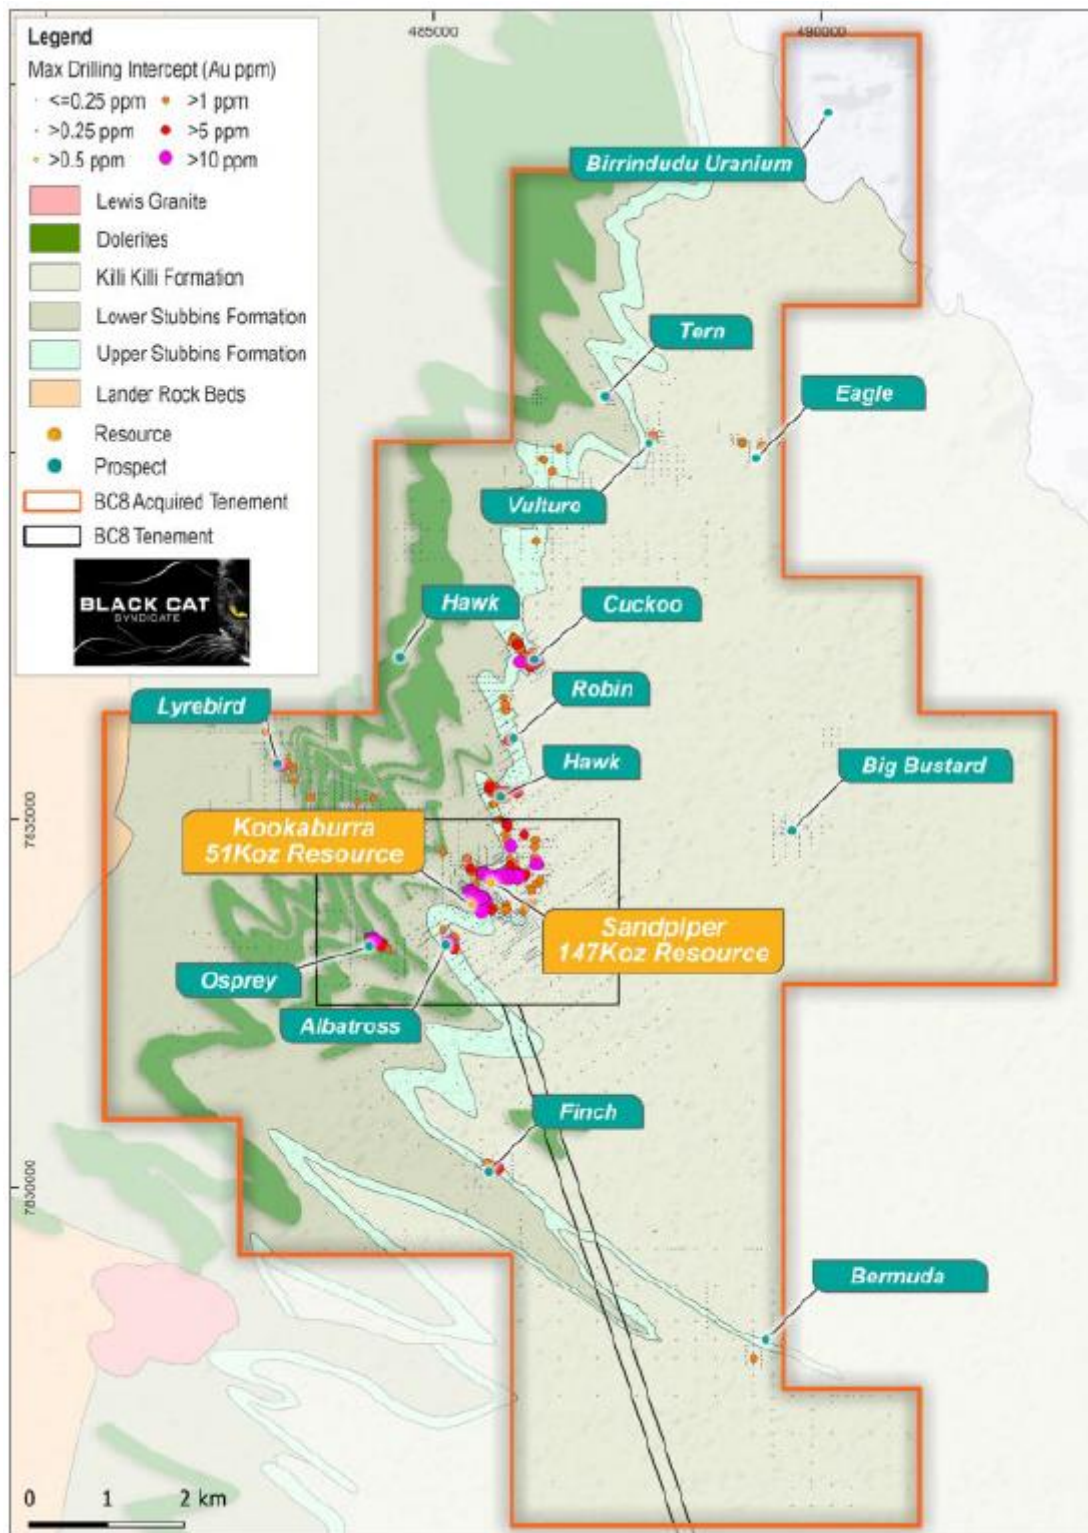 485000
490000
Legend
Max Drilling Intercept (Au ppm)
<=0.25 ppm
>1 ppm
>0.25 ppm
>5 ppm
>0.5 ppm
>10 ppm
Lewis Granite
Dolerites
Killi Killi Formation
Lower Stubbins Formation
Upper Stubbins Formation
Lander Rock Beds
Resource
Prospect
BC8 Acquired Tenement
BC8 Tenement
BLACK CAT
SYNDICATE
Birrindudu Uranium
Tern
Eagle
Vulture
Hawk
Cuckoo
Robin
Lyrebird
Hawk
Big Bustard
7835000
Kookaburra
51Koz Resource
Sandpiper
147Koz Resource
Osprey
Albatross
Finch
7830000
Bermuda
0 1 2 km